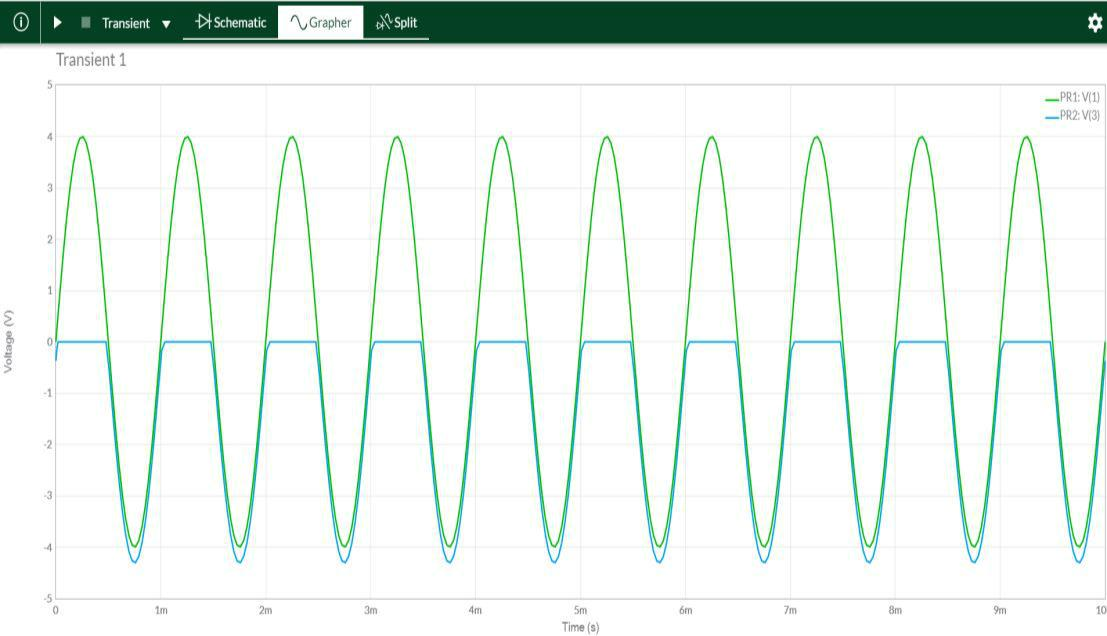 Transient Schematic Grapher Split
Transient 1
PR1: V(1)
PR2: V(3)
Voltage (V)
5
4
3
2
1
0
-1
-2
-3
-4
-5
0 1m 2m 3m 4m 5m 6m 7m 8m 9m 10
Time (s)